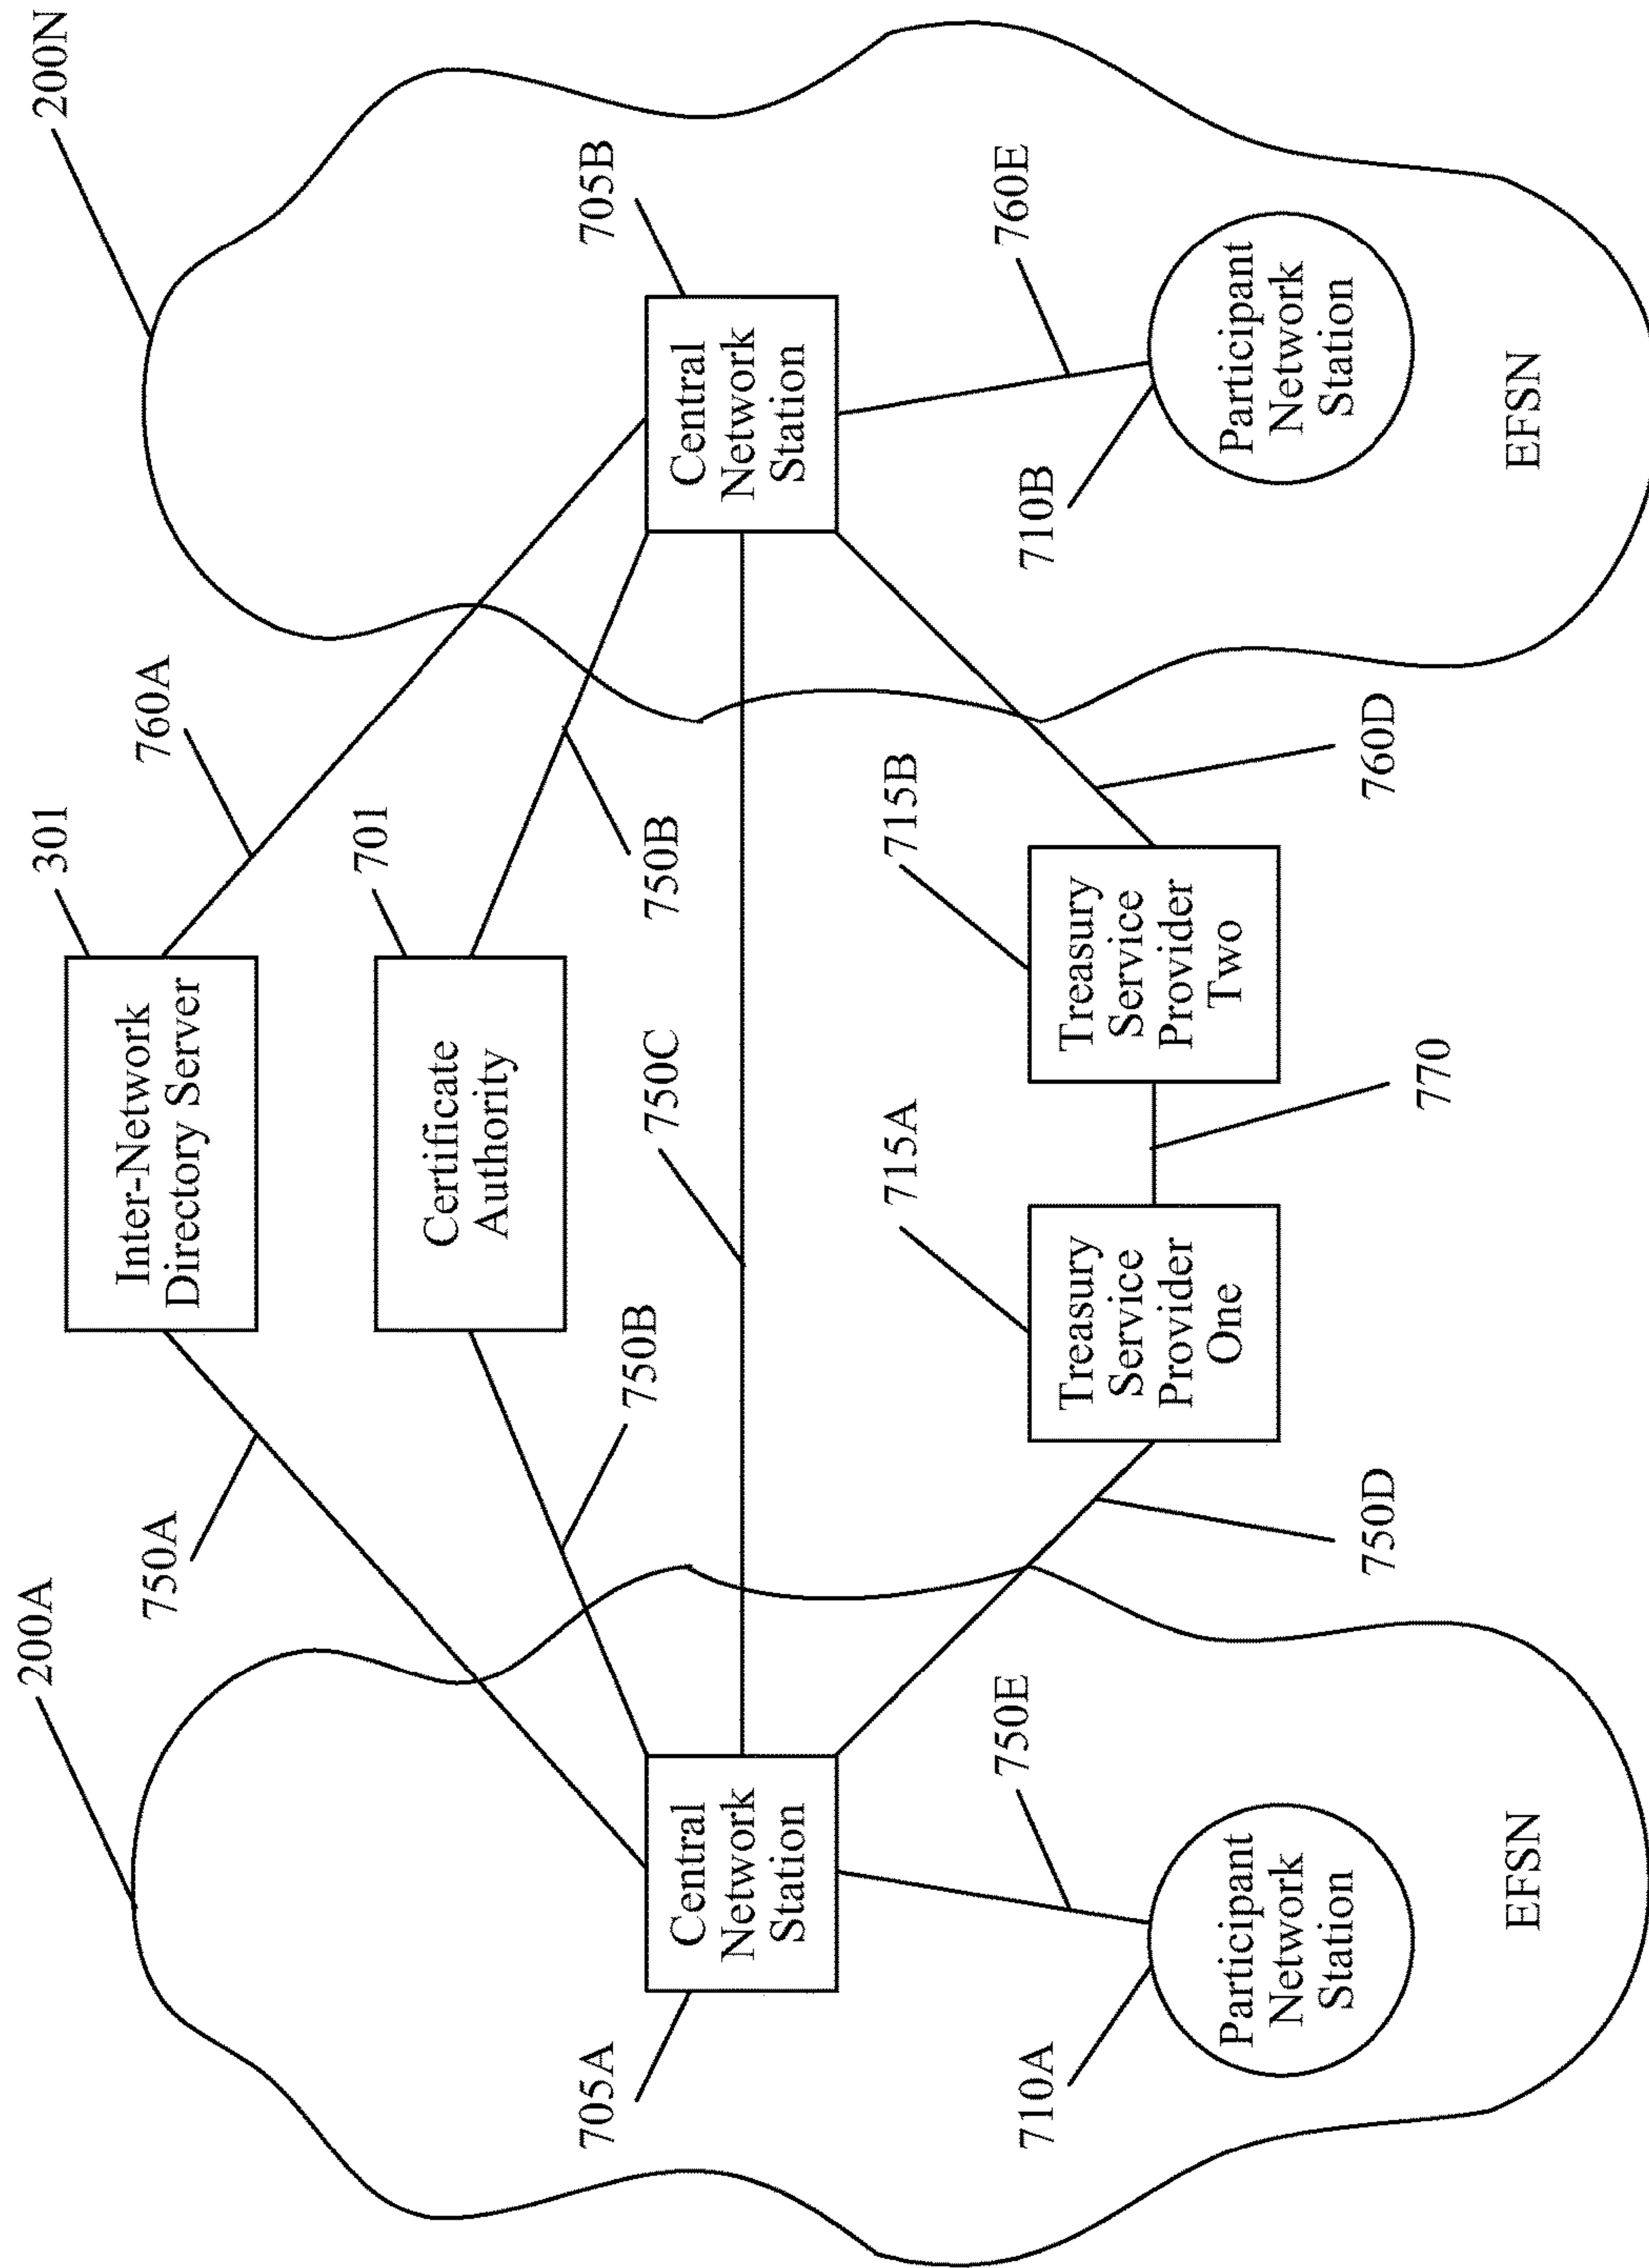 200A
200N
750A
301
760A
Inter-Network
Directory Server
701
Certificate
Authority
750B
750B
750C
705A
Central
Network
Station
705B
Central
Network
Station
715A
715B
Treasury
Service
Provider
One
Treasury
Service
Provider
Two
750E
760E
710A
710B
Participant
Network
Station
Participant
Network
Station
750D
770
760D
EFSN
EFSN